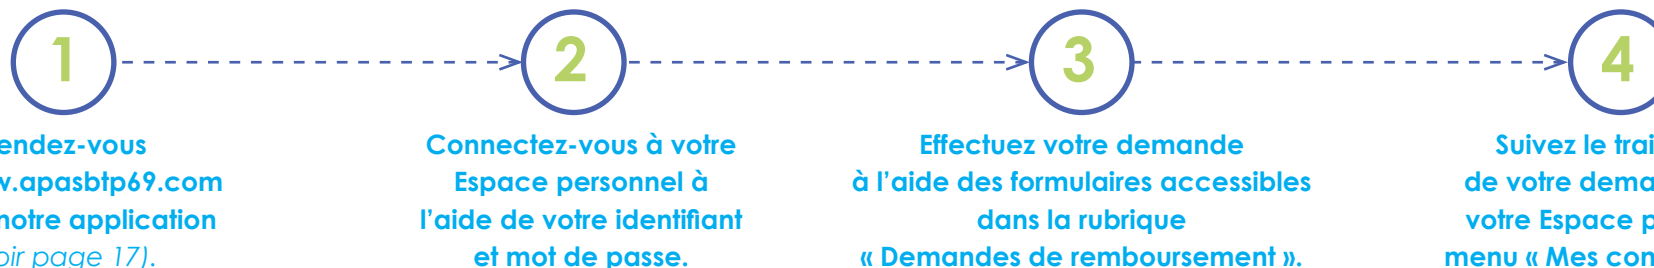 1
2
3
4
endez-vous
w.apasbtp69.com
notre application
oir page 17).
Connectez-vous à votre
Espace personnel à
l'aide de votre identifiant
et mot de passe.
Effectuez votre demande
à l'aide des formulaires accessibles
dans la rubrique
« Demandes de remboursement ».
Suivez le trai
de votre dema
votre Espace p
menu « Mes con